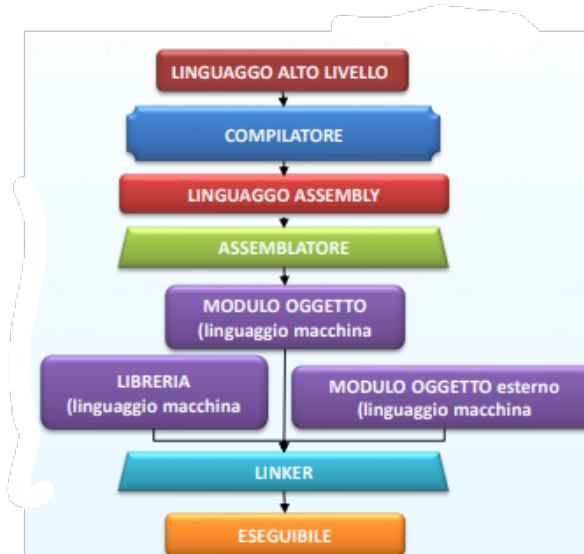 LINGUAGGO ALTO LIVELLO
COMPILATORE
LINGUAGGO ASSEMBLY
ASSEMBLATORE
MODULO OGGETTO
(linguaggio macchina
LIBRERIA
(linguaggio macchina
MODULO OGGETTO esterno
(linguaggio macchina
LINKER
ESEGUIBILE